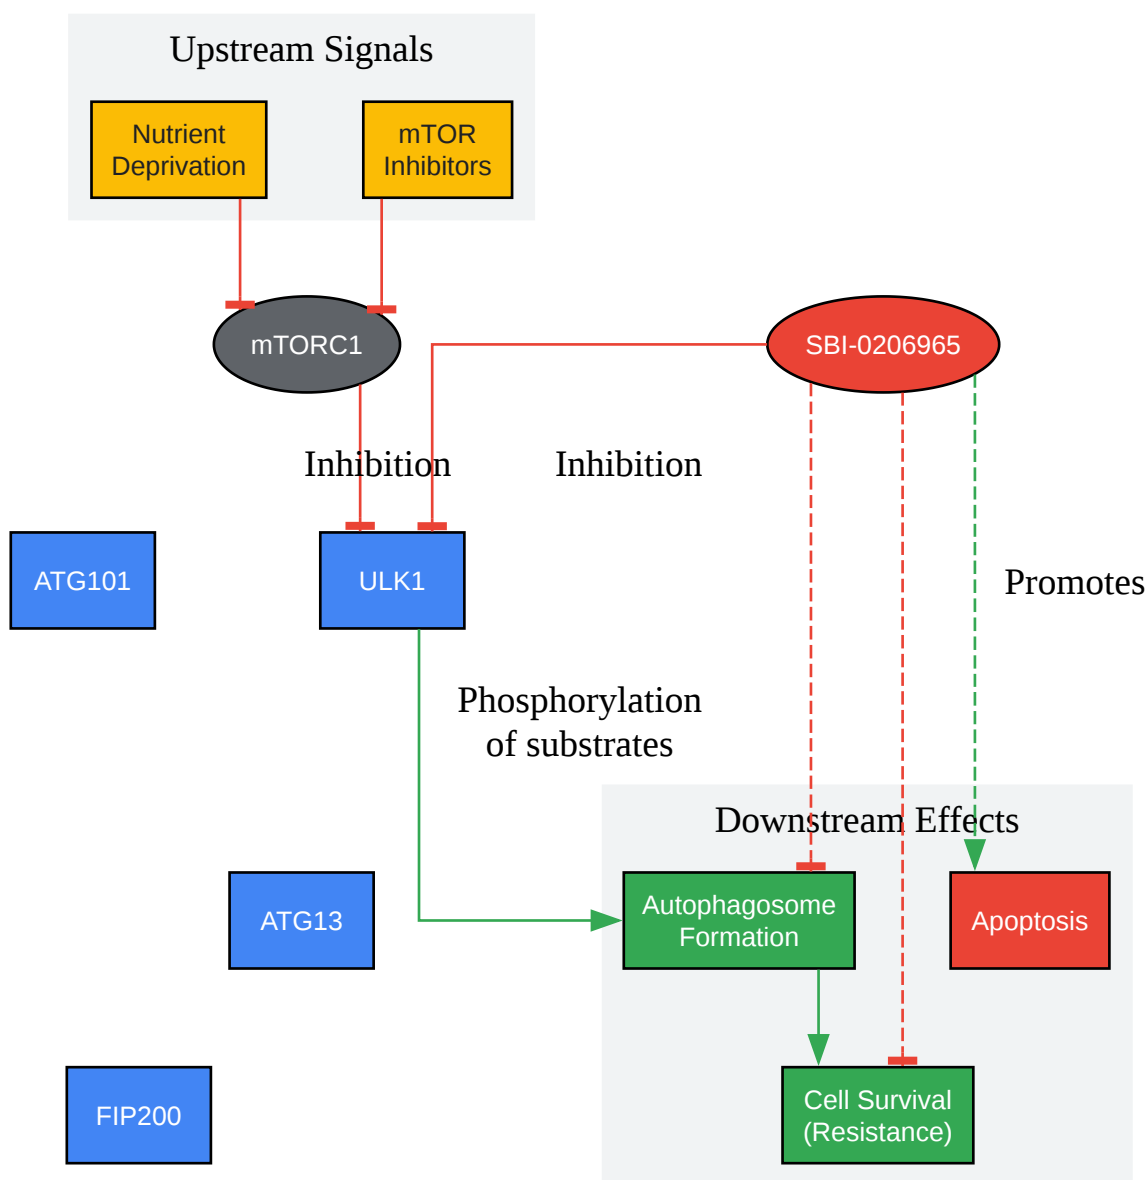 Upstream Signals
Nutrient
Deprivation
mTOR
Inhibitors
mTORC1
SBI-0206965
Inhibition
Inhibition
ATG101
ULK1
Promotes
Phosphorylation
of substrates
Downstream Effects
ATG13
Autophagosome
Formation
Apoptosis
FIP200
Cell Survival
(Resistance)